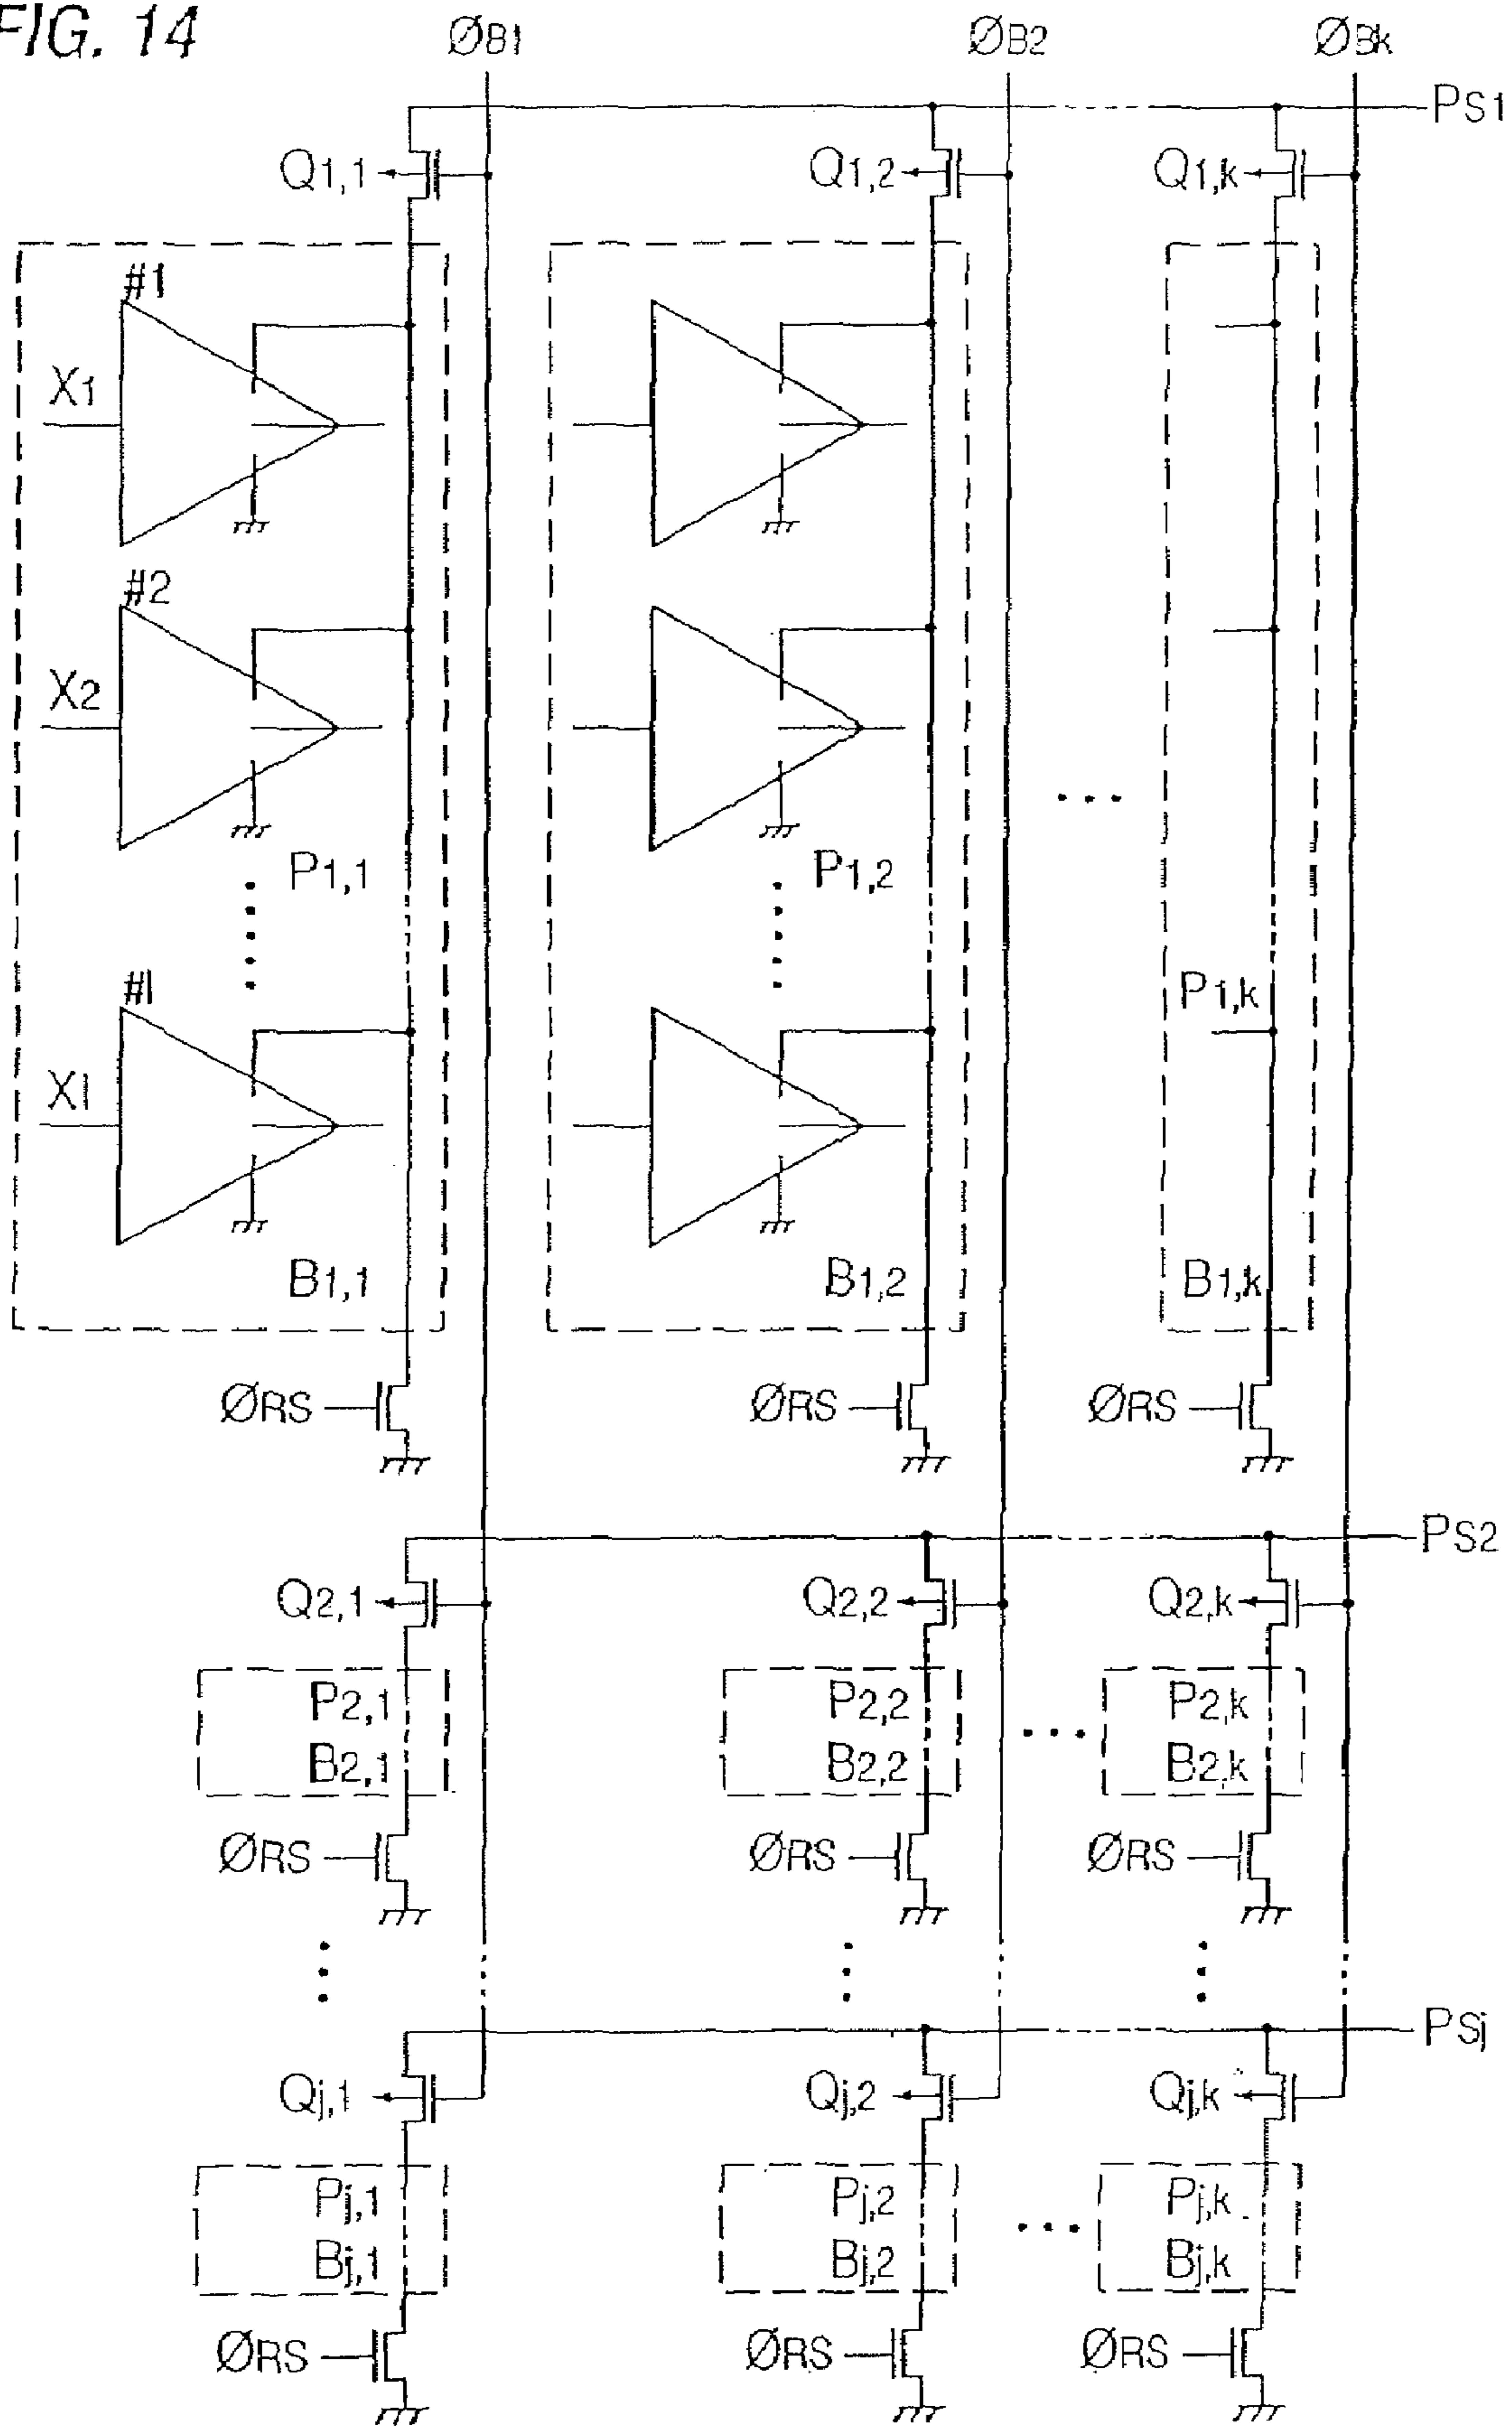 FIG. 14
ØB1 ØB2 ØBk
PS1
Q1,1 Q1,2 Q1,k
#1
X1
#2
X2
P1,1 P1,2
#l
P1,k
Xl
B1,1 B1,2 B1,k
ØRS ØRS ØRS
PS2
Q2,1 Q2,2 Q2,k
P2,1 P2,2 P2,k
B2,1 B2,2 B2,k
ØRS ØRS ØRS
PSj
Qj,1 Qj,2 Qj,k
Pj,1 Pj,2 Pj,k
Bj,1 Bj,2 Bj,k
ØRS ØRS ØRS